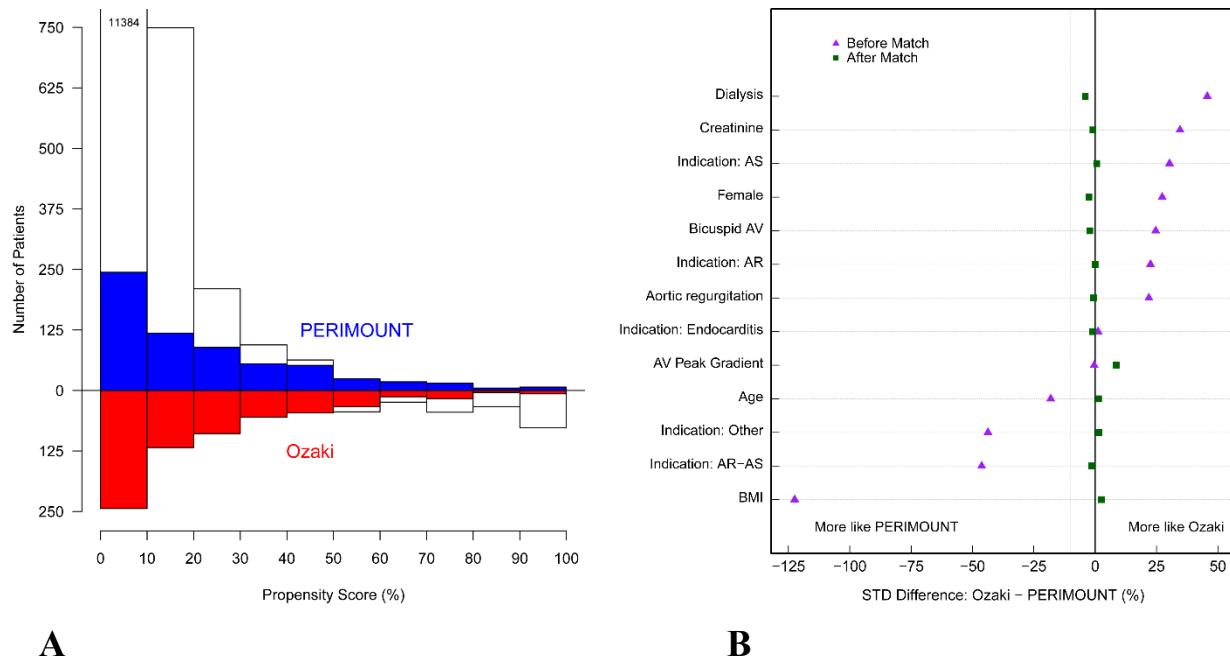 11384
750
625
500
375
250
125
0
125
250
Number of Patients
PERIMOUNT
Ozaki
0 10 20 30 40 50 60 70 80 90 100
Propensity Score (%)
A
Before Match
After Match
Dialysis
Creatinine
Indication: AS
Female
Bicuspid AV
Indication: AR
Aortic regurgitation
Indication: Endocarditis
AV Peak Gradient
Age
Indication: Other
Indication: AR−AS
BMI
More like PERIMOUNT More like Ozaki
−125 −100 −75 −50 −25 0 25 50
STD Difference: Ozaki − PERIMOUNT (%)
B